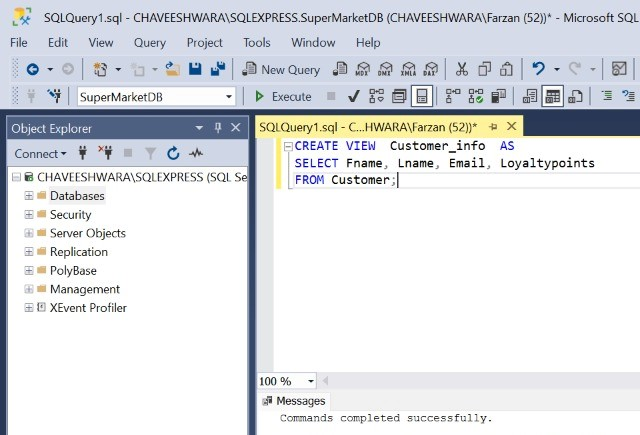 SQLQuery1.sql - CHAVEESHWARA\SQLEXPRESS.SuperMarketDB (CHAVEESHWARA\Farzan (52))* - Microsoft SQL
File Edit View Query Project Tools Window Help
New Query MDX DMX XMLA DAX
SuperMarketDB Execute
Object Explorer
SQLQuery1.sql - C...HWARA\Farzan (52))*
Connect
CHAVEESHWARA\SQLEXPRESS (SQL Se
Databases
Security
Server Objects
Replication
PolyBase
Management
XEvent Profiler
CREATE VIEW Customer_info AS
SELECT Fname, Lname, Email, Loyaltypoints
FROM Customer;
100 %
Messages
Commands completed successfully.